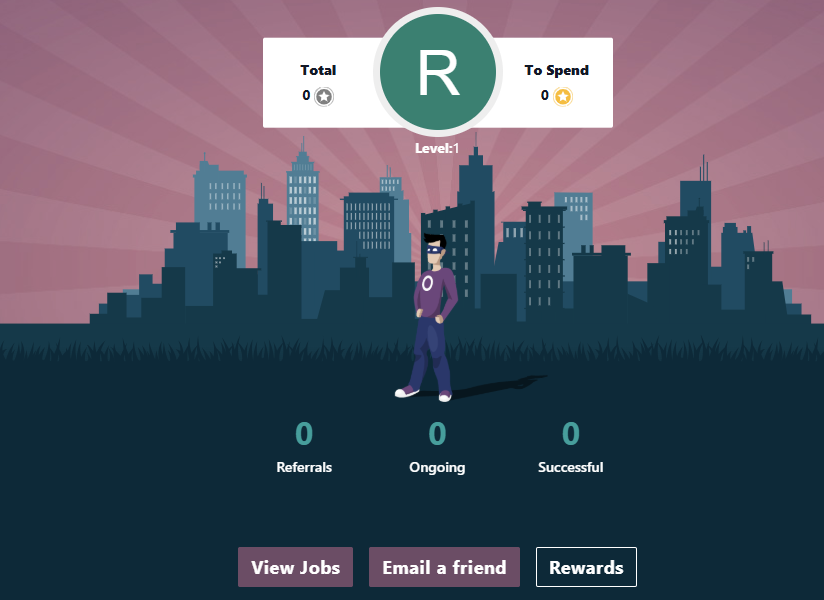 Total
0
R
To Spend
0
Level:1
0
0
0
Referrals
Ongoing
Successful
View Jobs
Email a friend
Rewards